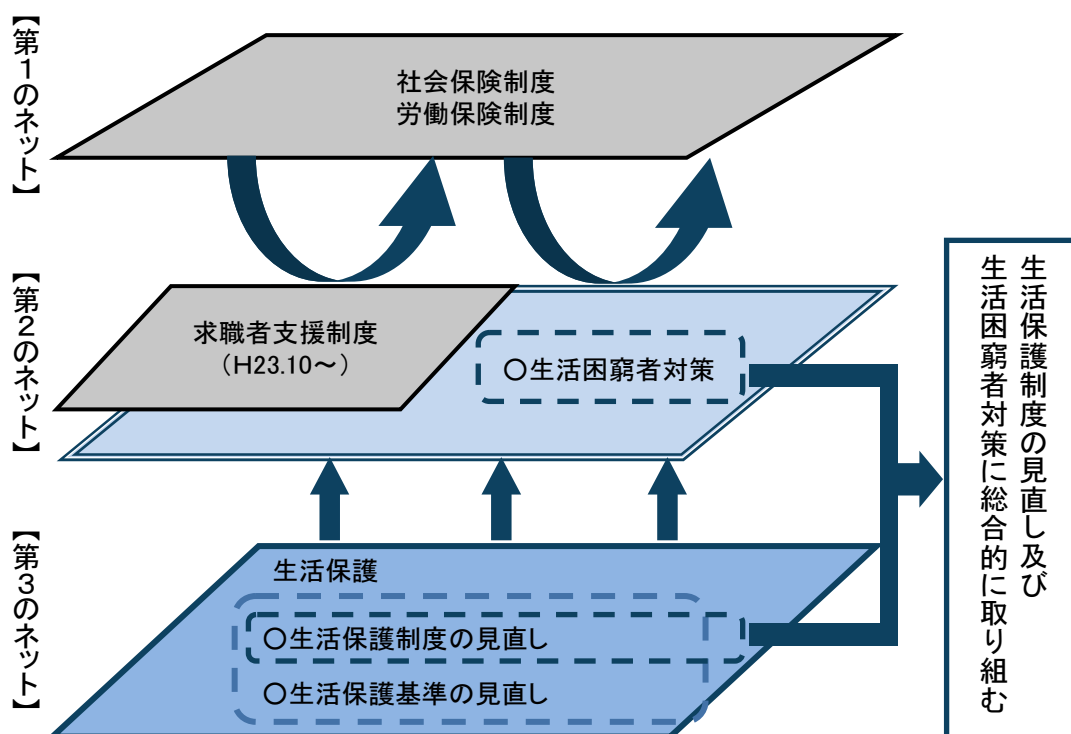 【第1のネット】
社会保険制度
労働保険制度
【第2のネット】
求職者支援制度
（H23.10～）
○生活困窮者対策
【第3のネット】
生活保護
○生活保護制度の見直し
○生活保護基準の見直し
生活保護制度の見直し及び
生活困窮者対策に総合的に取り組む